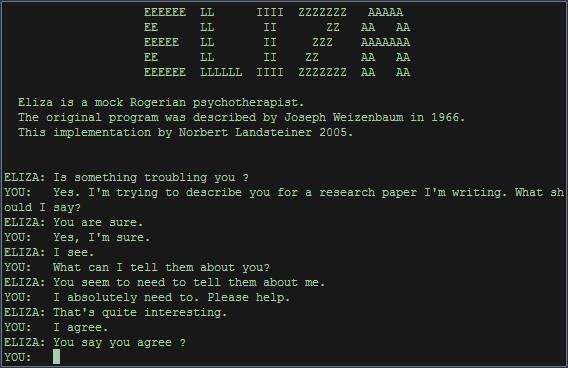 EEEEEE  LL      IIII  ZZZZZZZ   AAAAA
EE      LL       II       ZZ   AA   AA
EEEEE   LL       II     ZZZ    AAAAAAA
EE      LL       II    ZZ      AA   AA
EEEEEE  LLLLLL  IIII  ZZZZZZZ  AA   AA
Eliza is a mock Rogerian psychotherapist.
The original program was described by Joseph Weizenbaum in 1966.
This implementation by Norbert Landsteiner 2005.
ELIZA: Is something troubling you ?
YOU:   Yes. I'm trying to describe you for a research paper I'm writing. What sh
ould I say?
ELIZA: You are sure.
YOU:   Yes, I'm sure.
ELIZA: I see.
YOU:   What can I tell them about you?
ELIZA: You seem to need to tell them about me.
YOU:   I absolutely need to. Please help.
ELIZA: That's quite interesting.
YOU:   I agree.
ELIZA: You say you agree ?
YOU: